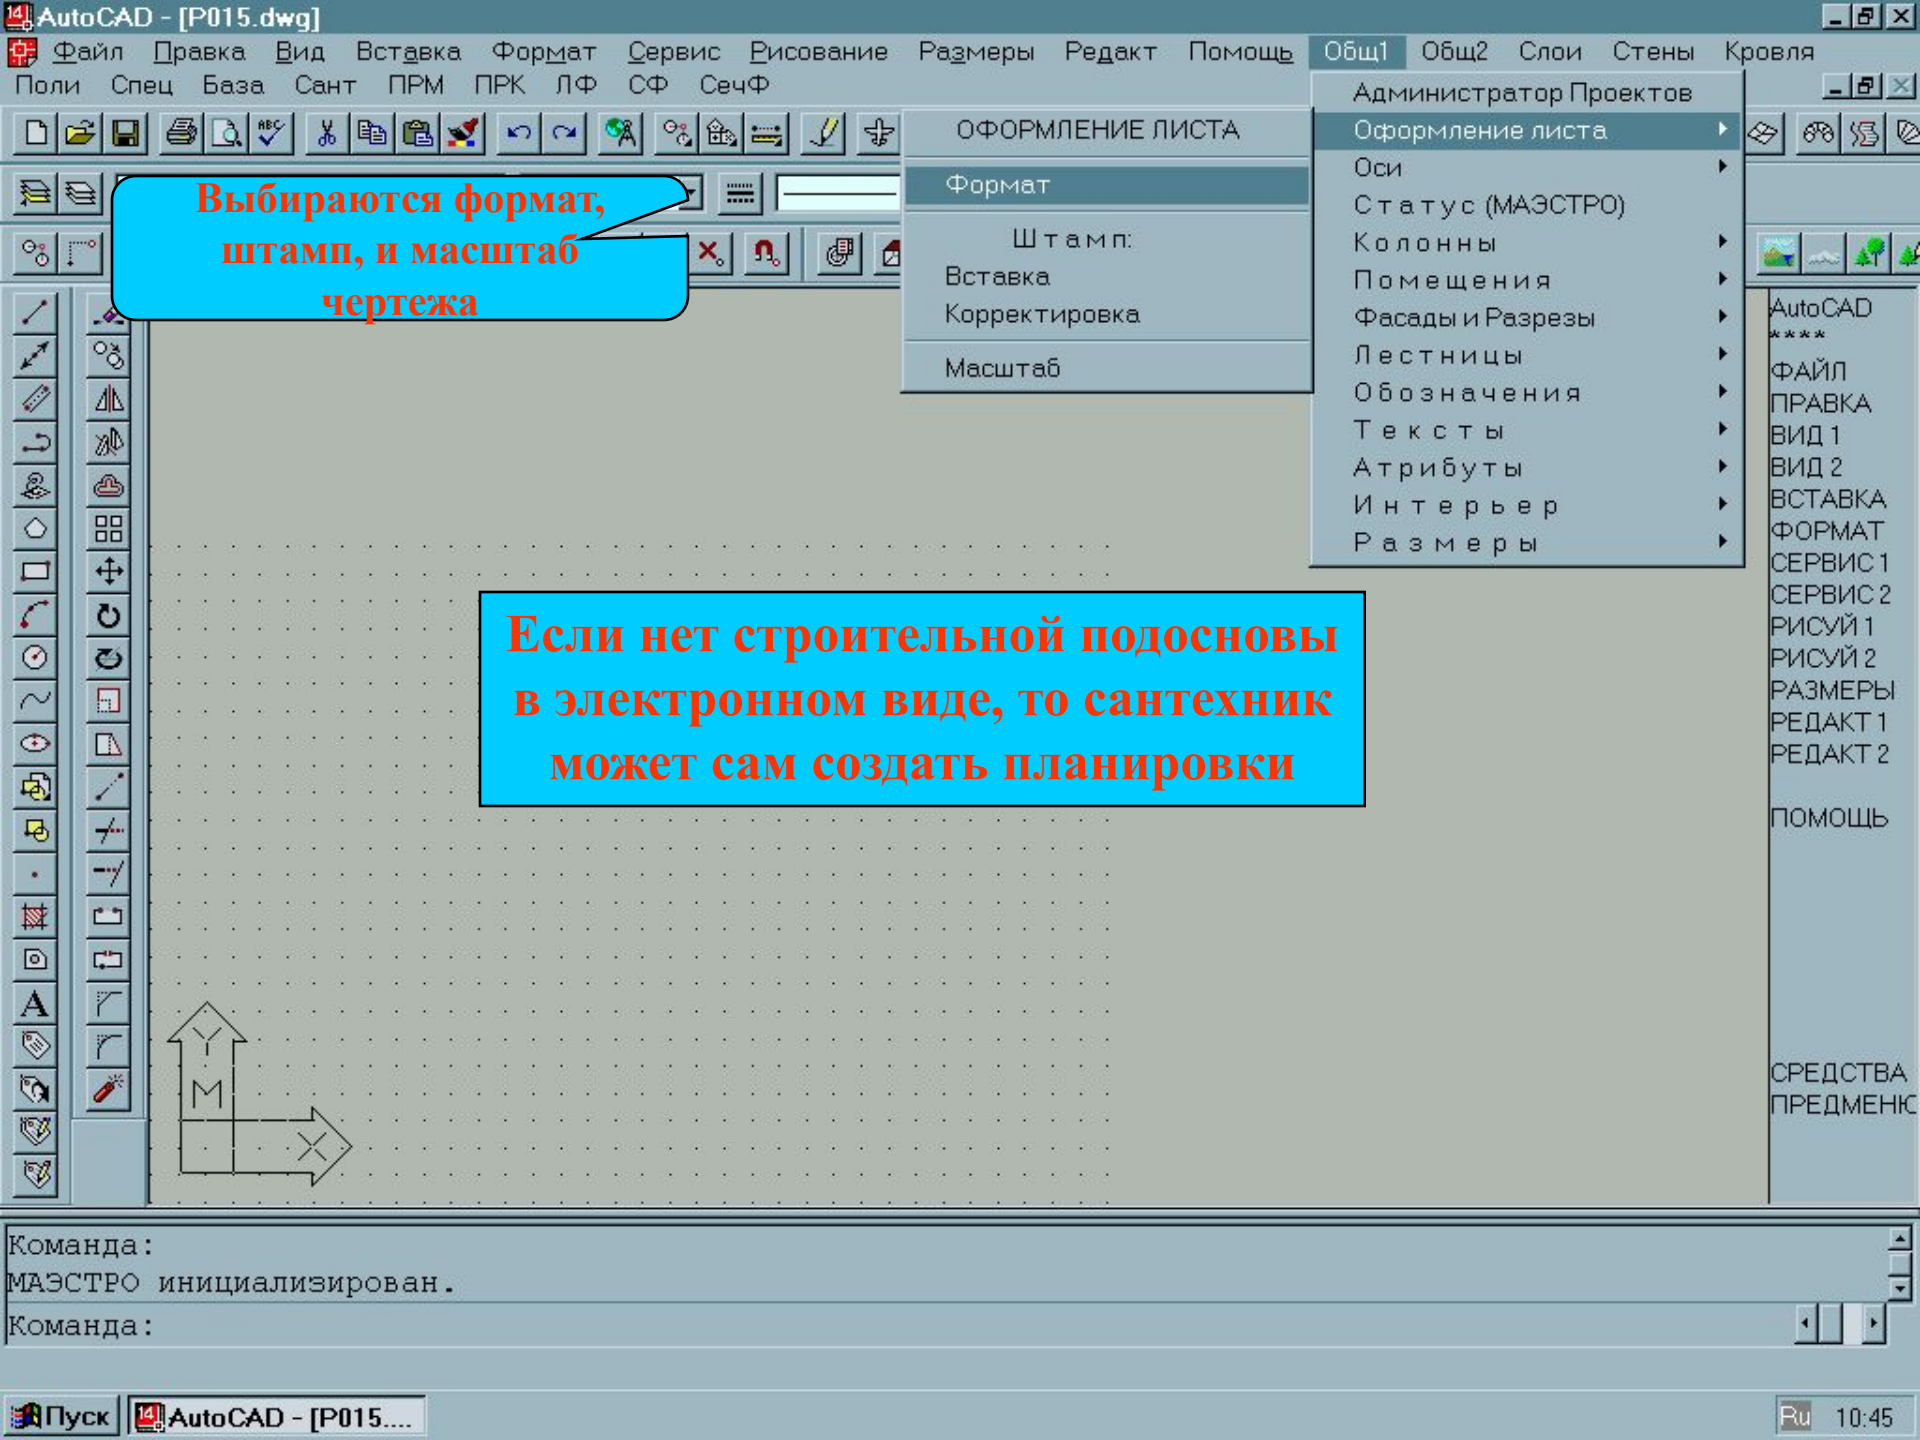 AutoCAD - [P015.dwg]
Файл Правка Вид Вставка Формат Сервис Рисование Размеры Редакт Помощь Общ1 Общ2 Слои Стены Кровля
Поли Спец База Сант ПРМ ПРК ЛФ СФ СечФ
Администратор Проектов
Оформление листа
Оси
Статус (МАЭСТРО)
Колонны
Помещения
Фасады и Разрезы
Лестницы
Обозначения
Тексты
Атрибуты
Интерьер
Размеры
ОФОРМЛЕНИЕ ЛИСТА
Формат
Штамп:
Вставка
Корректировка
Масштаб
Выбираются формат,
штамп, и масштаб
чертежа
Если нет строительной подосновы
в электронном виде, то сантехник
может сам создать планировки
AutoCAD
****
ФАЙЛ
ПРАВКА
ВИД 1
ВИД 2
ВСТАВКА
ФОРМАТ
СЕРВИС 1
СЕРВИС 2
РИСУЙ 1
РИСУЙ 2
РАЗМЕРЫ
РЕДАКТ 1
РЕДАКТ 2
ПОМОЩЬ
СРЕДСТВА
ПРЕДМЕНЮ
Y
M
X
Команда:
МАЭСТРО инициализирован.
Команда:
Пуск AutoCAD - [P015.... Ru 10:45